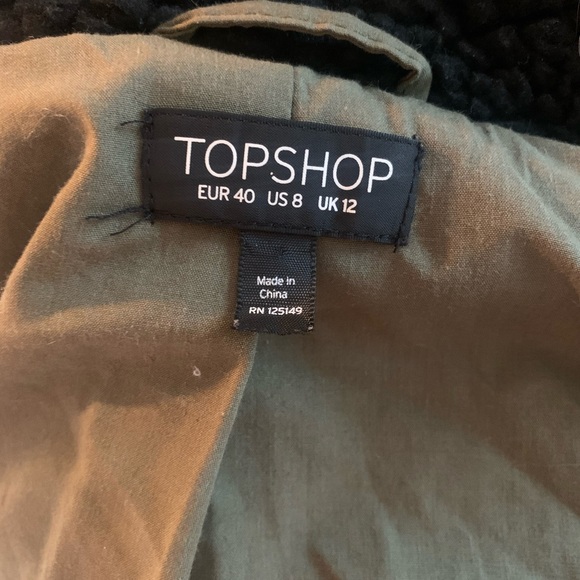 TOPSHOP
EUR 40 US 8 UK 12
Made in
China
RN 125149